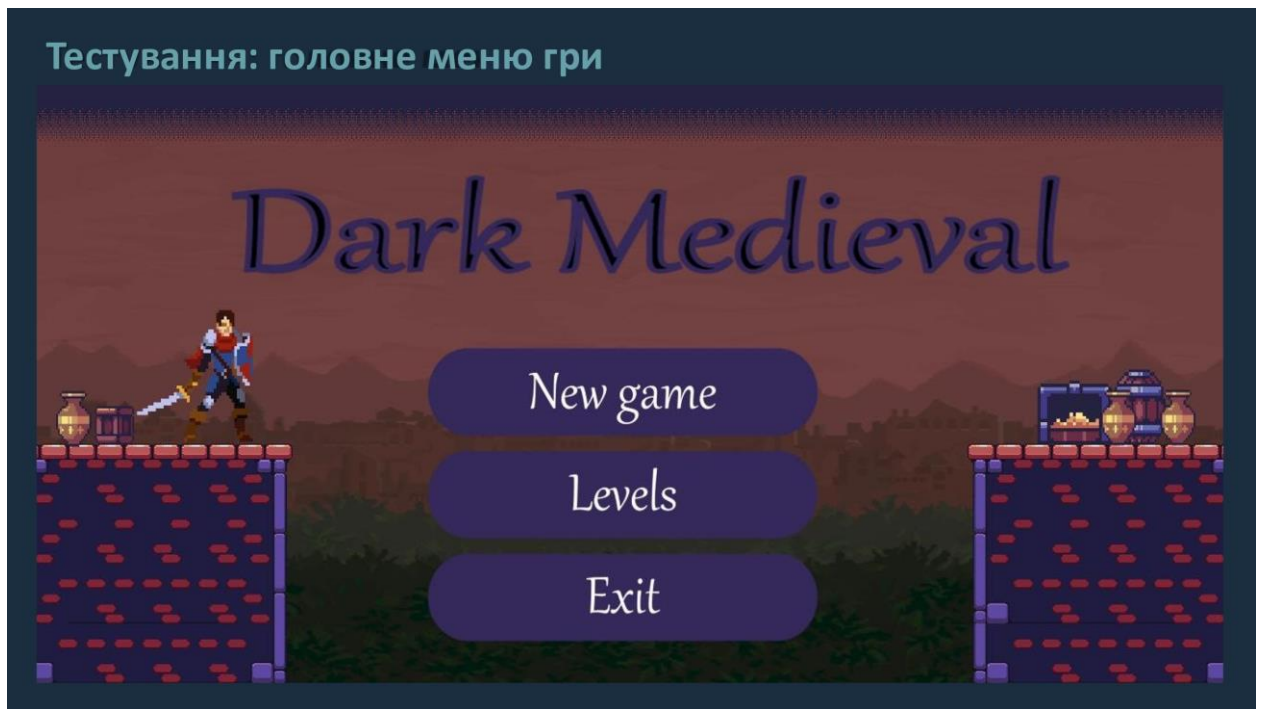 Тестування: головне меню гри
Dark Medieval
New game
Levels
Exit